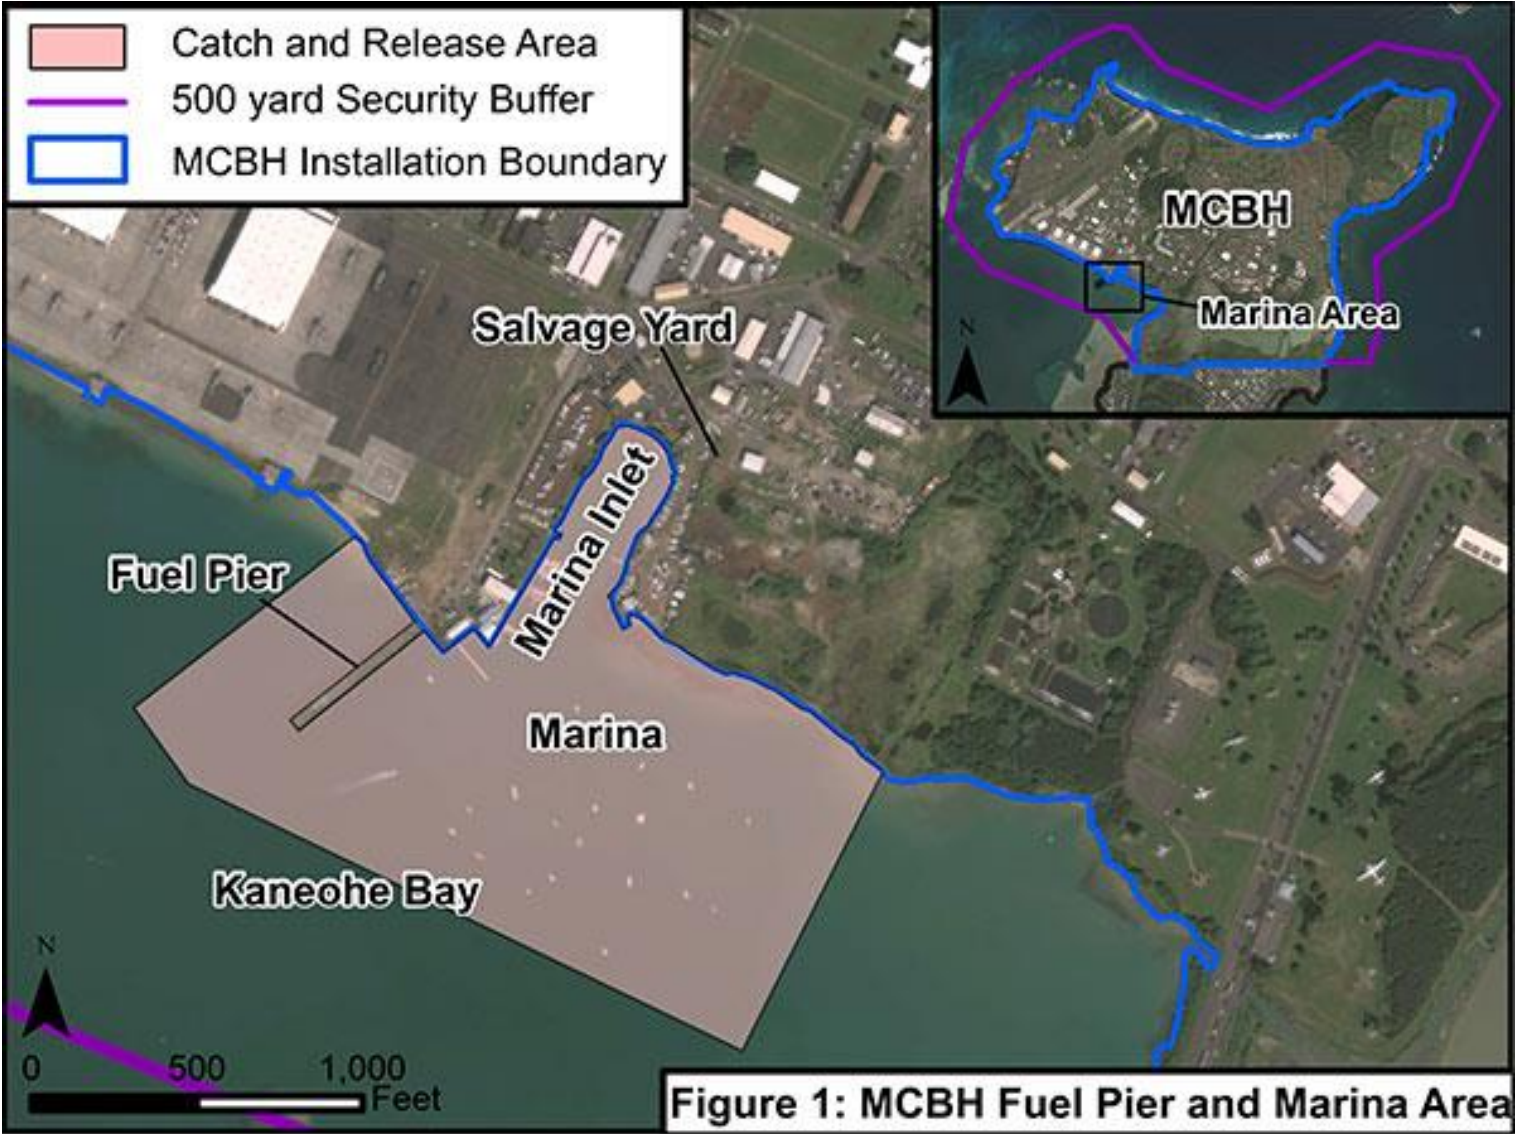 Catch and Release Area
500 yard Security Buffer
MCBH Installation Boundary
MCBH
Marina Area
N
Salvage Yard
Marina Inlet
Fuel Pier
Marina
Kaneohe Bay
N
0 500 1,000
Feet
Figure 1: MCBH Fuel Pier and Marina Area